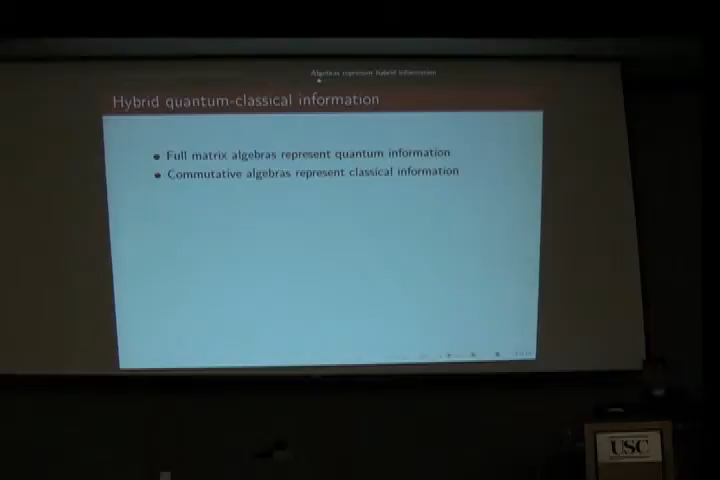 Algebras represent hybrid information
Hybrid quantum-classical information
Full matrix algebras represent quantum information
Commutative algebras represent classical information
USC